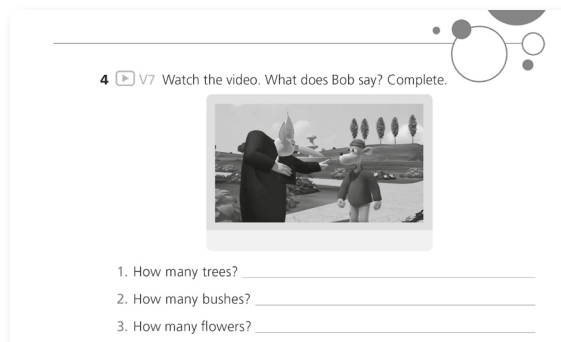 4 V7 Watch the video. What does Bob say? Complete.
1. How many trees?
2. How many bushes?
3. How many flowers?